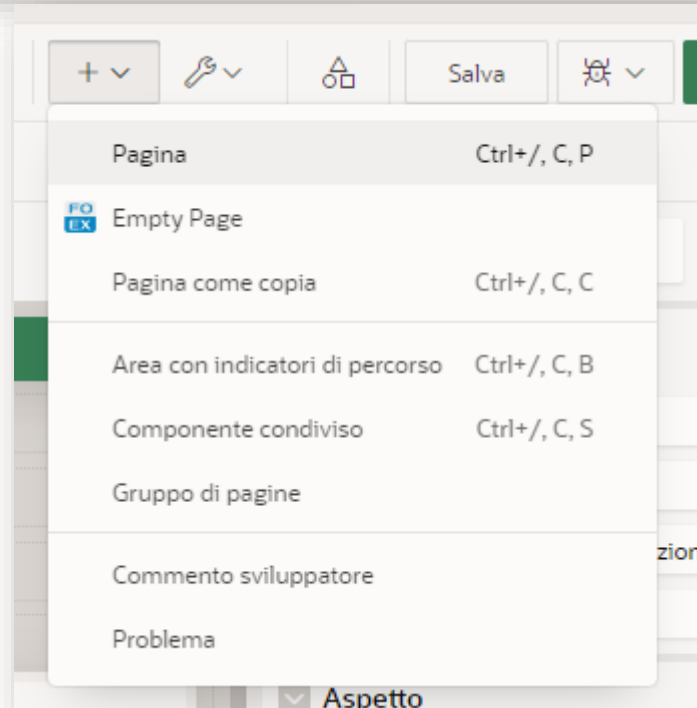 Salva
Pagina Ctrl+/, C, P
FO
EX
Empty Page
Pagina come copia Ctrl+/, C, C
Area con indicatori di percorso Ctrl+/, C, B
Componente condiviso Ctrl+/, C, S
Gruppo di pagine
zion
Commento sviluppatore
Problema
Aspetto